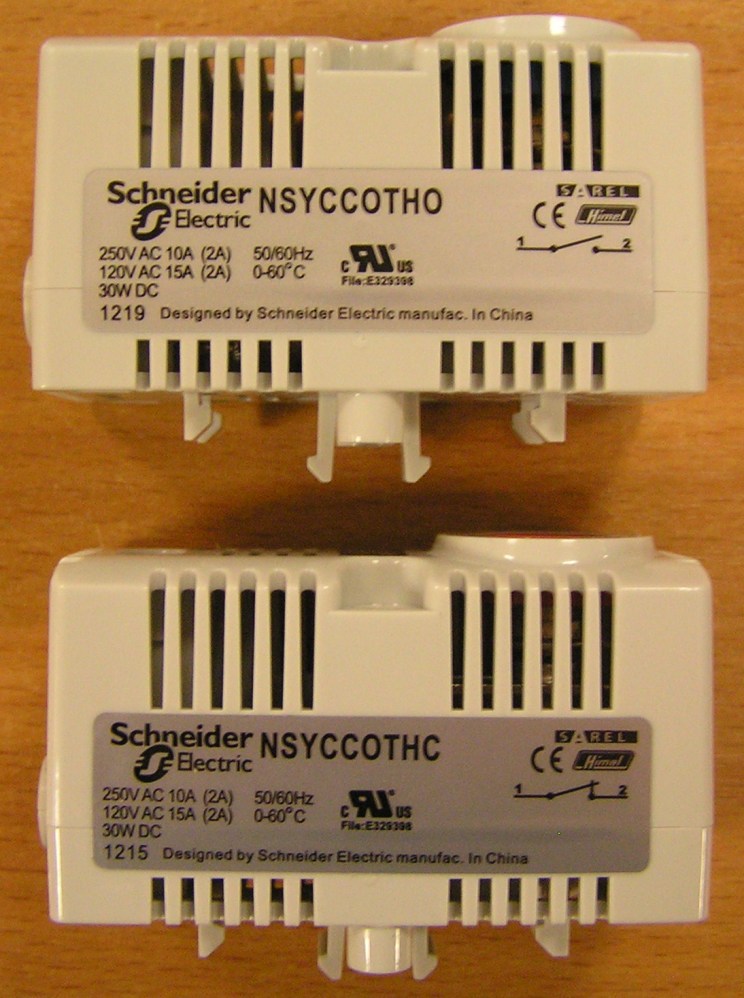 Schneider Electric NSYCCOTHO
SAREL
CE Himel
1 2
250V AC 10A (2A) 50/60Hz
120V AC 15A (2A) 0-60°C
30W DC
c RU® US
File:E329398
1219 Designed by Schneider Electric manufac. In China
Schneider Electric NSYCCOTHC
SAREL
CE Himel
1 2
250V AC 10A (2A) 50/60Hz
120V AC 15A (2A) 0-60°C
30W DC
c RU® US
File:E329398
1215 Designed by Schneider Electric manufac. In China